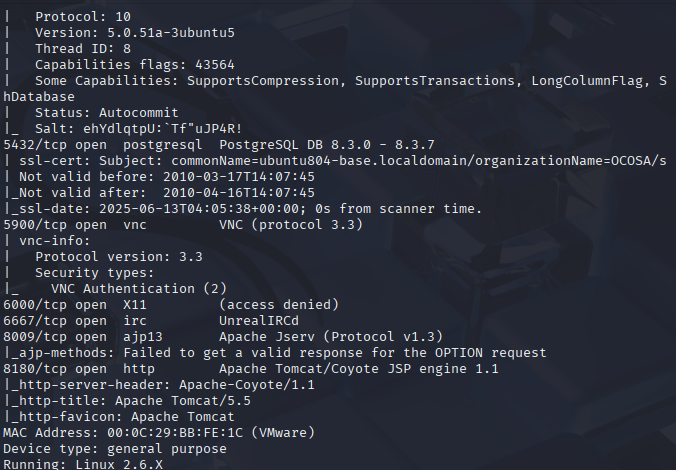 |   Protocol: 10
|   Version: 5.0.51a-3ubuntu5
|   Thread ID: 8
|   Capabilities flags: 43564
|   Some Capabilities: SupportsCompression, SupportsTransactions, LongColumnFlag, S
hDatabase
|   Status: Autocommit
|_  Salt: ehYdlqtpU:`Tf"uJP4R!
5432/tcp open  postgresql  PostgreSQL DB 8.3.0 - 8.3.7
| ssl-cert: Subject: commonName=ubuntu804-base.localdomain/organizationName=OCOSA/s
| Not valid before: 2010-03-17T14:07:45
|_Not valid after:  2010-04-16T14:07:45
|_ssl-date: 2025-06-13T04:05:38+00:00; 0s from scanner time.
5900/tcp open  vnc         VNC (protocol 3.3)
| vnc-info:
|   Protocol version: 3.3
|   Security types:
|_    VNC Authentication (2)
6000/tcp open  X11         (access denied)
6667/tcp open  irc         UnrealIRCd
8009/tcp open  ajp13       Apache Jserv (Protocol v1.3)
|_ajp-methods: Failed to get a valid response for the OPTION request
8180/tcp open  http        Apache Tomcat/Coyote JSP engine 1.1
|_http-server-header: Apache-Coyote/1.1
|_http-title: Apache Tomcat/5.5
|_http-favicon: Apache Tomcat
MAC Address: 00:0C:29:BB:FE:1C (VMware)
Device type: general purpose
Running: Linux 2.6.X